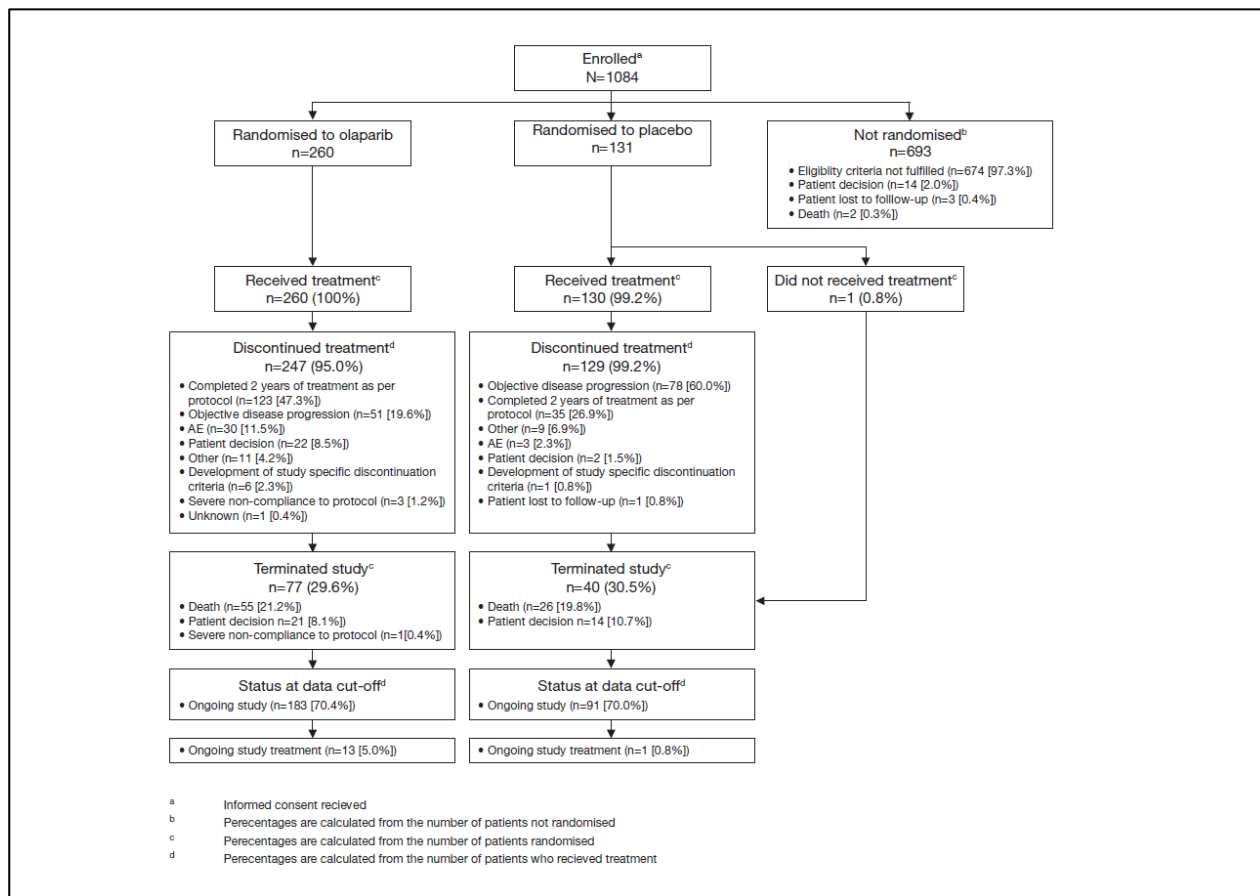 Enrolledᵃ
N=1084
Randomised to olaparib
n=260
Randomised to placebo
n=131
Not randomisedᵇ
n=693
• Eligiblity criteria not fulfilled (n=674 [97.3%])
• Patient decision (n=14 [2.0%])
• Patient lost to folllow-up (n=3 [0.4%])
• Death (n=2 [0.3%])
Received treatmentᶜ
n=260 (100%)
Received treatmentᶜ
n=130 (99.2%)
Did not received treatmentᶜ
n=1 (0.8%)
Discontinued treatmentᵈ
n=247 (95.0%)
• Completed 2 years of treatment as per
protocol (n=123 [47.3%])
• Objective disease progression (n=51 [19.6%])
• AE (n=30 [11.5%])
• Patient decision (n=22 [8.5%])
• Other (n=11 [4.2%])
• Development of study specific discontinuation
criteria (n=6 [2.3%])
• Severe non-compliance to protocol (n=3 [1.2%])
• Unknown (n=1 [0.4%])
Discontinued treatmentᵈ
n=129 (99.2%)
• Objective disease progression (n=78 [60.0%])
• Completed 2 years of treatment as per
protocol (n=35 [26.9%])
• Other (n=9 [6.9%])
• AE (n=3 [2.3%])
• Patient decision (n=2 [1.5%])
• Development of study specific discontinuation
criteria (n=1 [0.8%])
• Patient lost to follow-up (n=1 [0.8%])
Terminated studyᶜ
n=77 (29.6%)
• Death (n=55 [21.2%])
• Patient decision n=21 [8.1%])
• Severe non-compliance to protocol (n=1[0.4%])
Terminated studyᶜ
n=40 (30.5%)
• Death (n=26 [19.8%])
• Patient decision n=14 [10.7%])
Status at data cut-offᵈ
• Ongoing study (n=183 [70.4%])
Status at data cut-offᵈ
• Ongoing study (n=91 [70.0%])
• Ongoing study treatment (n=13 [5.0%])
• Ongoing study treatment (n=1 [0.8%])
a Informed consent recieved
b Perecentages are calculated from the number of patients not randomised
c Perecentages are calculated from the number of patients randomised
d Perecentages are calculated from the number of patients who recieved treatment